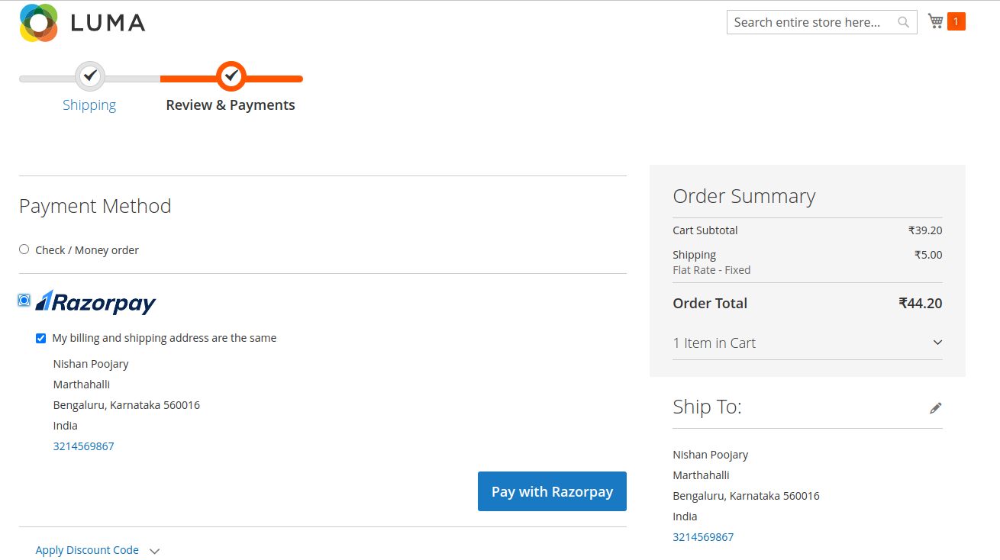 LUMA
Search entire store here...
1
Shipping
Review & Payments
Payment Method
Check / Money order
Razorpay
My billing and shipping address are the same
Nishan Poojary
Marthahalli
Bengaluru, Karnataka 560016
India
3214569867
Pay with Razorpay
Apply Discount Code
Order Summary
Cart Subtotal ₹39.20
Shipping ₹5.00
Flat Rate - Fixed
Order Total ₹44.20
1 Item in Cart
Ship To:
Nishan Poojary
Marthahalli
Bengaluru, Karnataka 560016
India
3214569867